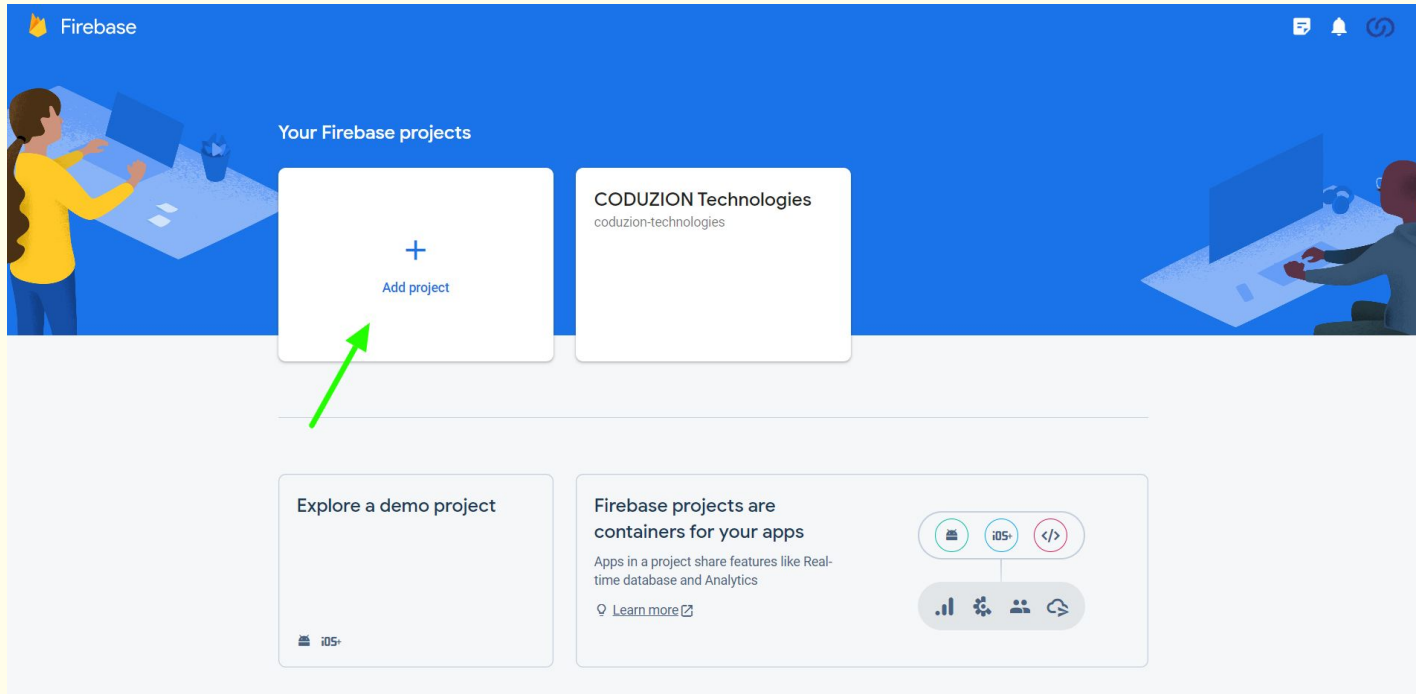 Firebase
Your Firebase projects
Add project
CODUZION Technologies
coduzion-technologies
Explore a demo project
iOS+
Firebase projects are
containers for your apps
Apps in a project share features like Real-
time database and Analytics
Learn more
iOS+
</>